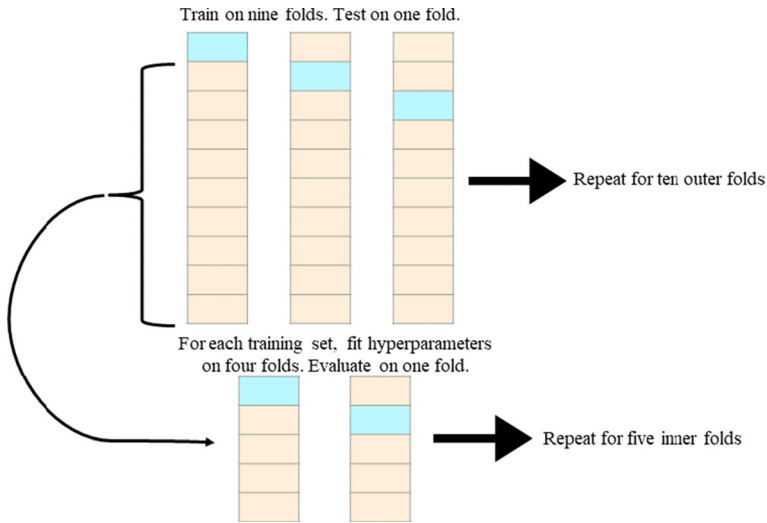 Train on nine folds. Test on one fold.
Repeat for ten outer folds
For each training set, fit hyperparameters
on four folds. Evaluate on one fold.
Repeat for five inner folds